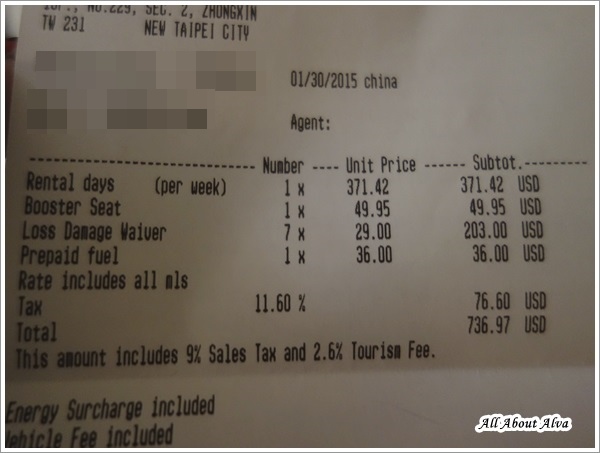 10F., NO.229, SEC. 2, ZHONGXIN
TW 231 NEW TAIPEI CITY
01/30/2015 china
Agent:
------------------------------ Number ---- Unit Price ------ Subtot.----------
Rental days (per week) 1 x 371.42 371.42 USD
Booster Seat 1 x 49.95 49.95 USD
Loss Damage Waiver 7 x 29.00 203.00 USD
Prepaid fuel 1 x 36.00 36.00 USD
Rate includes all mls
Tax 11.60 % 76.60 USD
Total 736.97 USD
This amount includes 9% Sales Tax and 2.6% Tourism Fee.
Energy Surcharge included
Vehicle Fee included
All About Alva